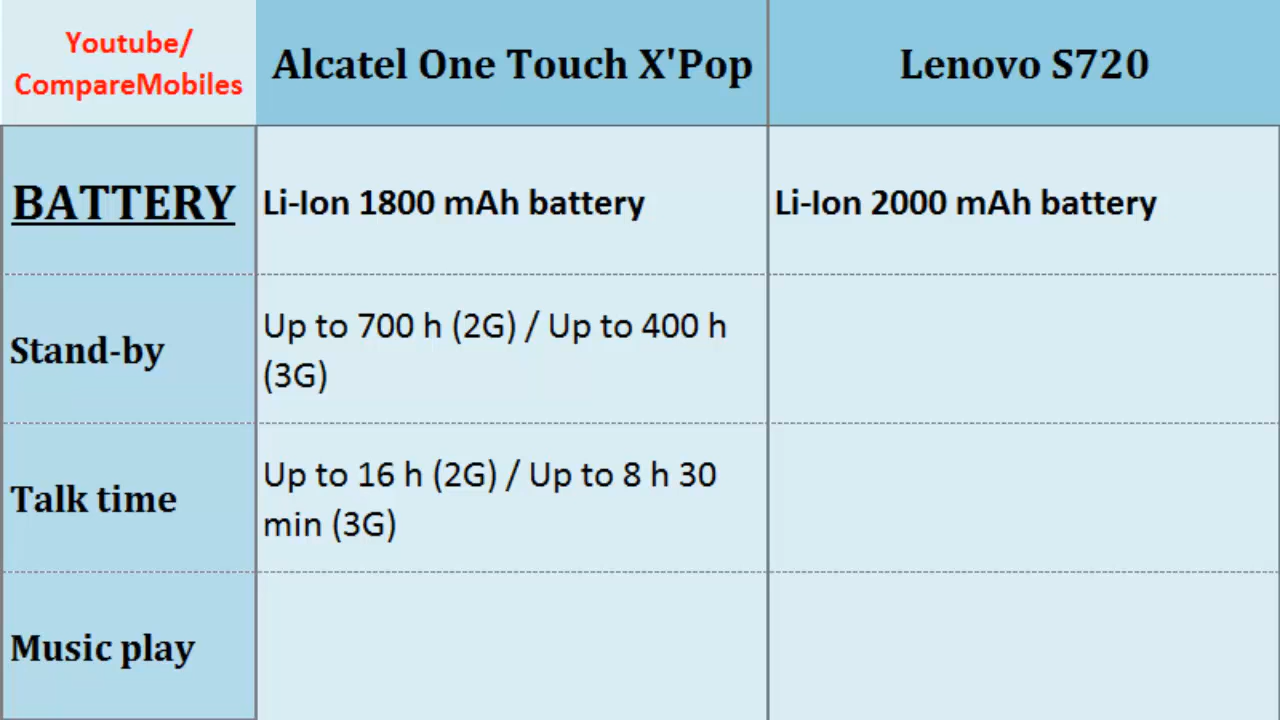 Youtube/
CompareMobiles
Alcatel One Touch X'Pop
Lenovo S720
BATTERY
Li-Ion 1800 mAh battery
Li-Ion 2000 mAh battery
Stand-by
Up to 700 h (2G) / Up to 400 h
(3G)
Talk time
Up to 16 h (2G) / Up to 8 h 30
min (3G)
Music play